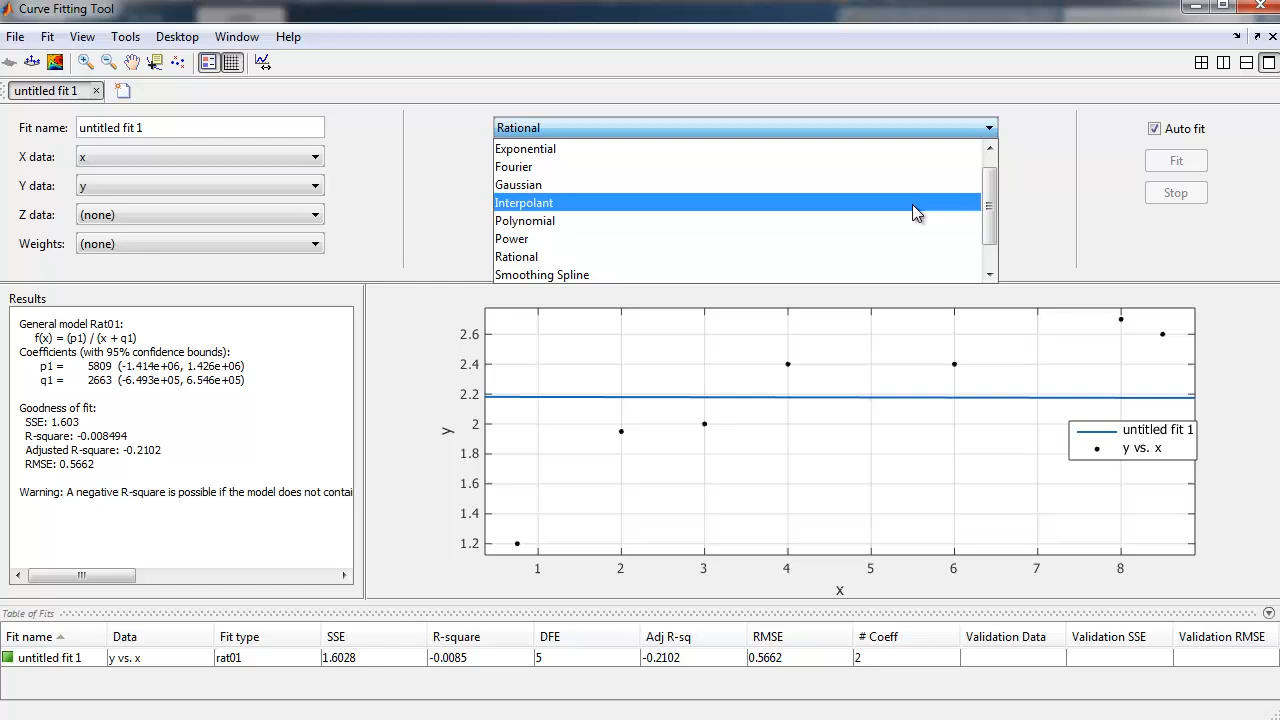 Curve Fitting Tool
File Fit View Tools Desktop Window Help
untitled fit 1
Fit name: untitled fit 1
X data: x
Y data: y
Z data: (none)
Weights: (none)
Rational
Exponential
Fourier
Gaussian
Interpolant
Polynomial
Power
Rational
Smoothing Spline
Auto fit
Fit
Stop
Results
General model Rat01:
f(x) = (p1) / (x + q1)
Coefficients (with 95% confidence bounds):
p1 = 5809 (-1.414e+06, 1.426e+06)
q1 = 2663 (-6.493e+05, 6.546e+05)
Goodness of fit:
SSE: 1.603
R-square: -0.008494
Adjusted R-square: -0.2102
RMSE: 0.5662
Warning: A negative R-square is possible if the model does not contai
2.6
2.4
2.2
2
1.8
1.6
1.4
1.2
y
1 2 3 4 5 6 7 8
x
untitled fit 1
y vs. x
Table of Fits
Fit name Data Fit type SSE R-square DFE Adj R-sq RMSE # Coeff Validation Data Validation SSE Validation RMSE
untitled fit 1 y vs. x rat01 1.6028 -0.0085 5 -0.2102 0.5662 2